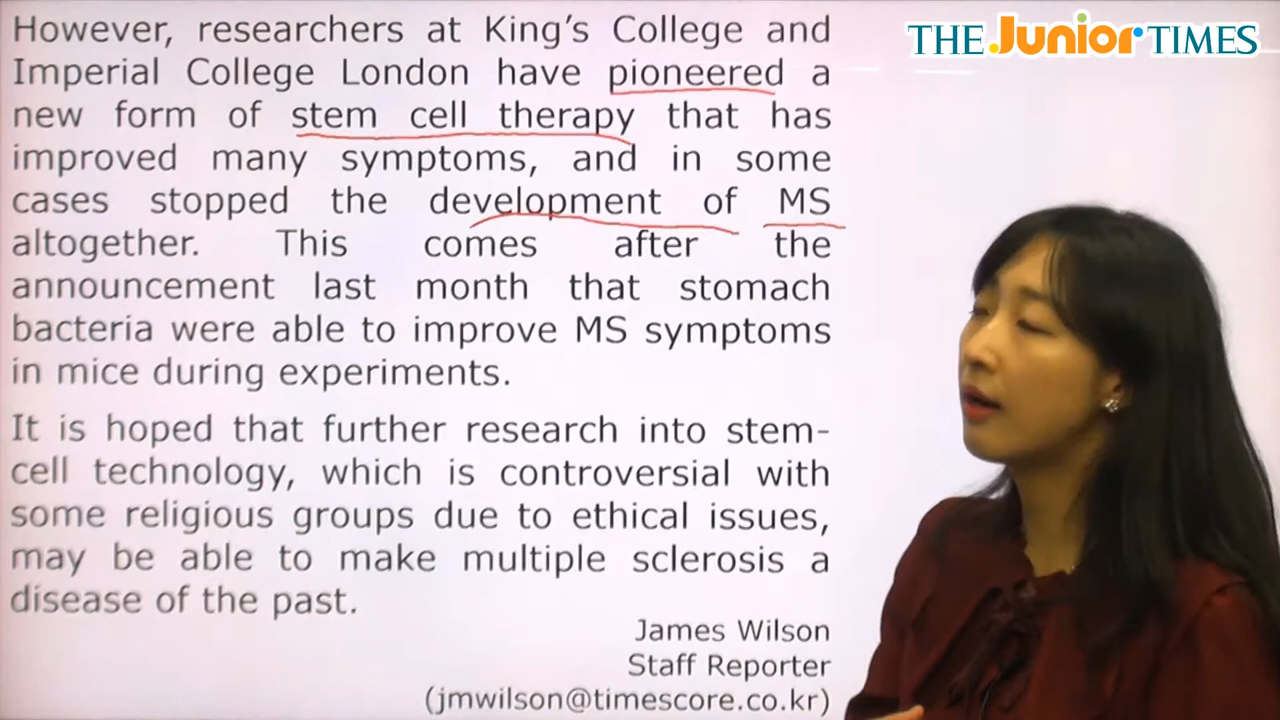 THE Junior TIMES
However, researchers at King's College and
Imperial College London have pioneered a
new form of stem cell therapy that has
improved many symptoms, and in some
cases stopped the development of MS
altogether. This comes after the
announcement last month that stomach
bacteria were able to improve MS symptoms
in mice during experiments.
It is hoped that further research into stem-
cell technology, which is controversial with
some religious groups due to ethical issues,
may be able to make multiple sclerosis a
disease of the past.
James Wilson
Staff Reporter
(jmwilson@timescore.co.kr)